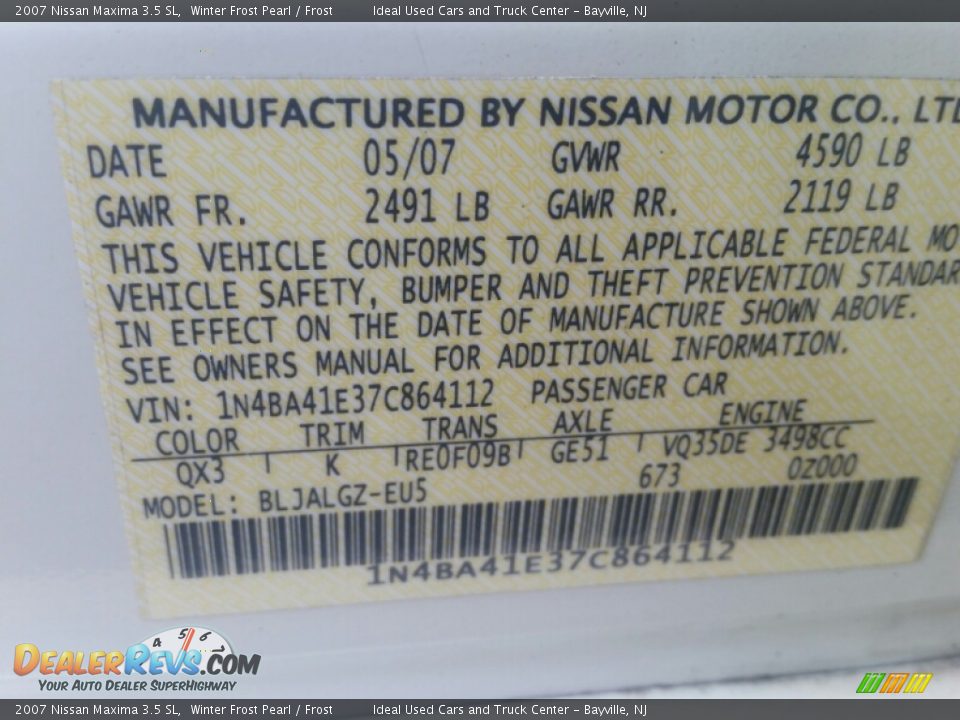 2007 Nissan Maxima 3.5 SL, Winter Frost Pearl / Frost Ideal Used Cars and Truck Center - Bayville, NJ
MANUFACTURED BY NISSAN MOTOR CO., LTD
DATE 05/07 GVWR 4590 LB
GAWR FR. 2491 LB GAWR RR. 2119 LB
THIS VEHICLE CONFORMS TO ALL APPLICABLE FEDERAL MO
VEHICLE SAFETY, BUMPER AND THEFT PREVENTION STANDAR
IN EFFECT ON THE DATE OF MANUFACTURE SHOWN ABOVE.
SEE OWNERS MANUAL FOR ADDITIONAL INFORMATION.
VIN: 1N4BA41E37C864112 PASSENGER CAR
COLOR TRIM TRANS AXLE ENGINE
QX3 K RE0F09B GE51 VQ35DE 3498CC
673 0Z000
MODEL: BLJALGZ-EU5
1N4BA41E37C864112
4 5 6
DEALERREVS.COM
YOUR AUTO DEALER SUPERHIGHWAY
2007 Nissan Maxima 3.5 SL, Winter Frost Pearl / Frost Ideal Used Cars and Truck Center - Bayville, NJ